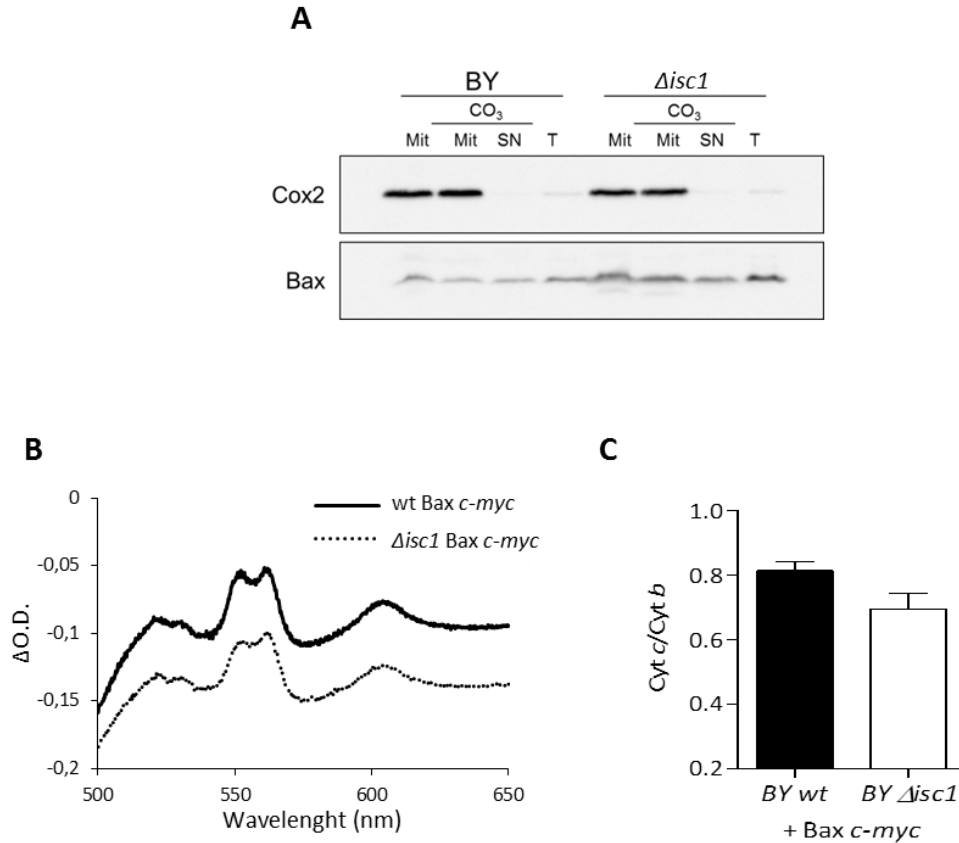 A
BY Δisc1
CO3 CO3
Mit Mit SN T Mit Mit SN T
Cox2
Bax
B
0
-0,05
-0,1
-0,15
-0,2
ΔO.D.
500 550 600 650
Wavelenght (nm)
wt Bax c-myc
Δisc1 Bax c-myc
C
1.0
0.8
0.6
0.4
0.2
Cyt c/Cyt b
BY wt BY Δisc1
+ Bax c-myc